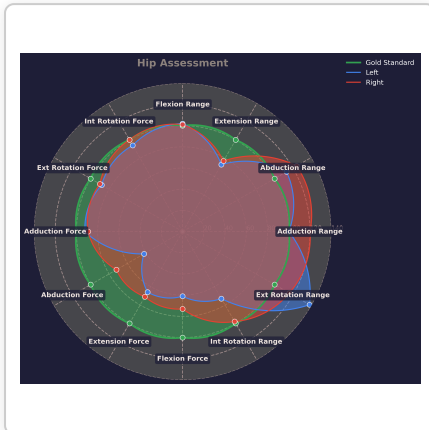 Hip Assessment
Gold Standard
Left
Right
Flexion Range
Int Rotation Force
Extension Range
Ext Rotation Force
Abduction Range
Adduction Force
Adduction Range
Abduction Force
Ext Rotation Range
Extension Force
Int Rotation Range
Flexion Force